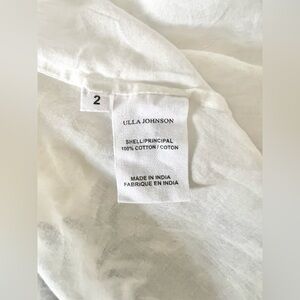 2
ULLA JOHNSON
SHELL/PRINCIPAL
100% COTTON / COTON
MADE IN INDIA
FABRIQUE EN INDIA